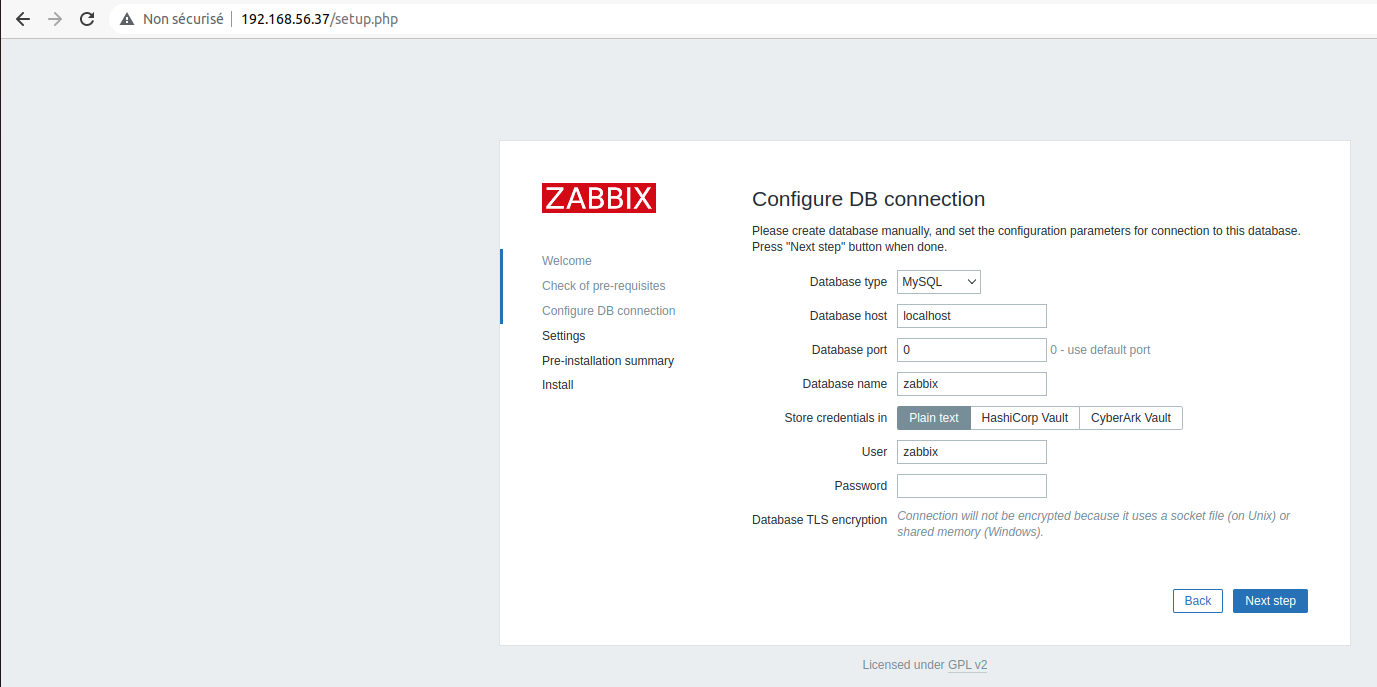 Non sécurisé 192.168.56.37/setup.php
ZABBIX
Welcome
Check of pre-requisites
Configure DB connection
Settings
Pre-installation summary
Install
Configure DB connection
Please create database manually, and set the configuration parameters for connection to this database.
Press "Next step" button when done.
Database type MySQL
Database host localhost
Database port 0 0 - use default port
Database name zabbix
Store credentials in Plain text HashiCorp Vault CyberArk Vault
User zabbix
Password
Database TLS encryption Connection will not be encrypted because it uses a socket file (on Unix) or
shared memory (Windows).
Back Next step
Licensed under GPL v2